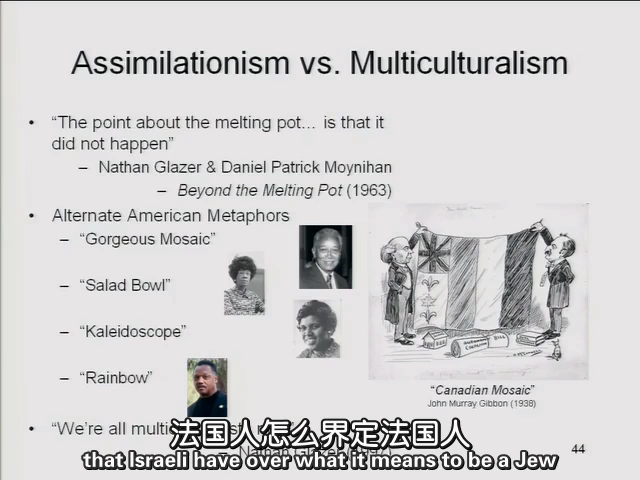 Assimilationism vs. Multiculturalism
• “The point about the melting pot... is that it
did not happen”
– Nathan Glazer & Daniel Patrick Moynihan
– Beyond the Melting Pot (1963)
• Alternate American Metaphors
– “Gorgeous Mosaic”
– “Salad Bowl”
– “Kaleidoscope”
– “Rainbow”
“Canadian Mosaic”
John Murray Gibbon (1938)
• “We're all
44
法国人怎么界定法国人
that Israeli have over what it means to be a Jew